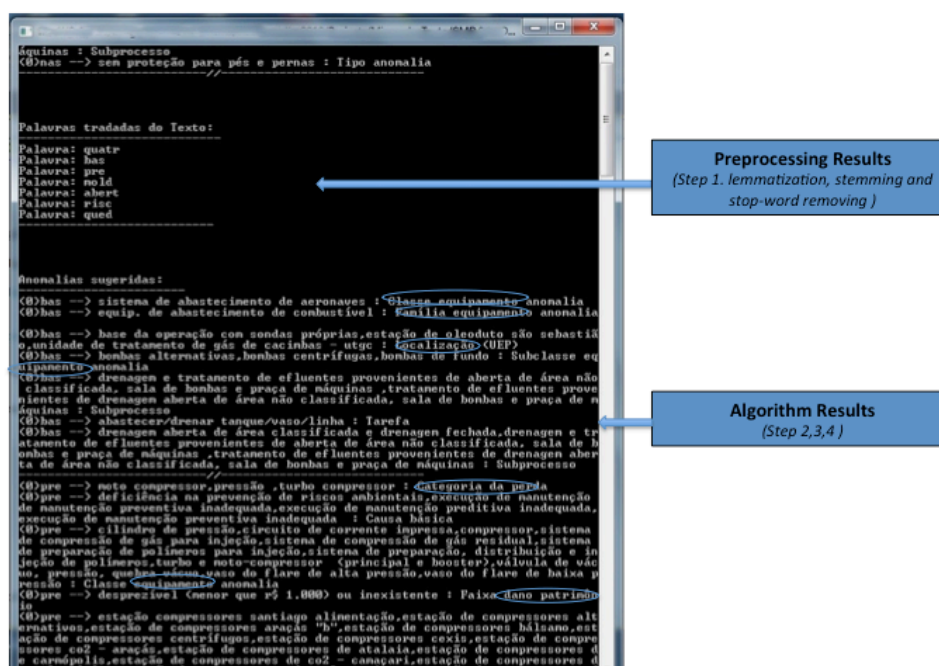 áquinas : Subprocesso
(0)nas --> sem proteção para pés e pernas : Tipo anomalia
------------------------//---------------------------
Palavras tradadas do Texto:
Palavra: quatr
Palavra: bas
Palavra: pre
Palavra: mold
Palavra: abert
Palavra: risc
Palavra: qued
Anomalias sugeridas:
(0)bas --> sistema de abastecimento de aeronaves : Classe equipamento anomalia
(0)bas --> equip. de abastecimento de combustível : Família equipamento anomalia
(0)bas --> base da operação com sondas próprias,estação de oleoduto são sebastiã
o,unidade de tratamento de gás de cacimbas - utgc : Localização (UEP)
(0)bas --> bombas alternativas,bombas centrífugas,bombas de fundo : Subclasse eq
uipamento anomalia
(0)bas --> drenagem e tratamento de efluentes provenientes de aberta de área não
classificada, sala de bombas e praça de máquinas ,tratamento de efluentes prove
nientes de drenagem aberta de área não classificada, sala de bombas e praça de m
áquinas : Subprocesso
(0)bas --> abastecer/drenar tanque/vaso/linha : Tarefa
(0)bas --> drenagem aberta de área classificada e drenagem fechada,drenagem e tr
atamento de efluentes provenientes de aberta de área não classificada, sala de b
ombas e praça de máquinas ,tratamento de efluentes provenientes de drenagem aber
ta de área não classificada, sala de bombas e praça de máquinas : Subprocesso
------------------------//---------------------------
(0)pre --> moto compressor,pressão ,turbo compressor : Categoria da perda
(0)pre --> deficiência na prevenção de riscos ambientais,execução de manutenção
de manutenção preventiva inadequada,execução de manutenção preditiva inadequada,
execução de manutenção preventiva inadequada : Causa básica
(0)pre --> cilindro de pressão,circuito de corrente impressa,compressor,sistema
de compressão de gás para injeção,sistema de compressão de gás residual,sistema
de preparação de polímeros para injeção,sistema de preparação, distribuição e in
jeção de polímeros,turbo e moto-compressor (principal e booster),válvula de vác
uo, pressão, quebra vácuo,vaso do flare de alta pressão,vaso do flare de baixa p
ressão : Classe equipamento anomalia
(0)pre --> desprezível (menor que r$ 1.000) ou inexistente : Faixa dano patrimôn
io
(0)pre --> estação compressores santiago alimentação,estação de compressores alt
ernativos,estação de compressores araçás "b",estação de compressores bálsamo,est
ação de compressores centrífugos,estação de compressores cexis,estação de compre
ssores co2 - araçás,estação de compressores de atalaia,estação de compressores d
e carmópolis,estação de compressores de co2 - camaçari,estação de compressores d
Preprocessing Results
(Step 1. lemmatization, stemming and
stop-word removing )
Algorithm Results
(Step 2,3,4 )